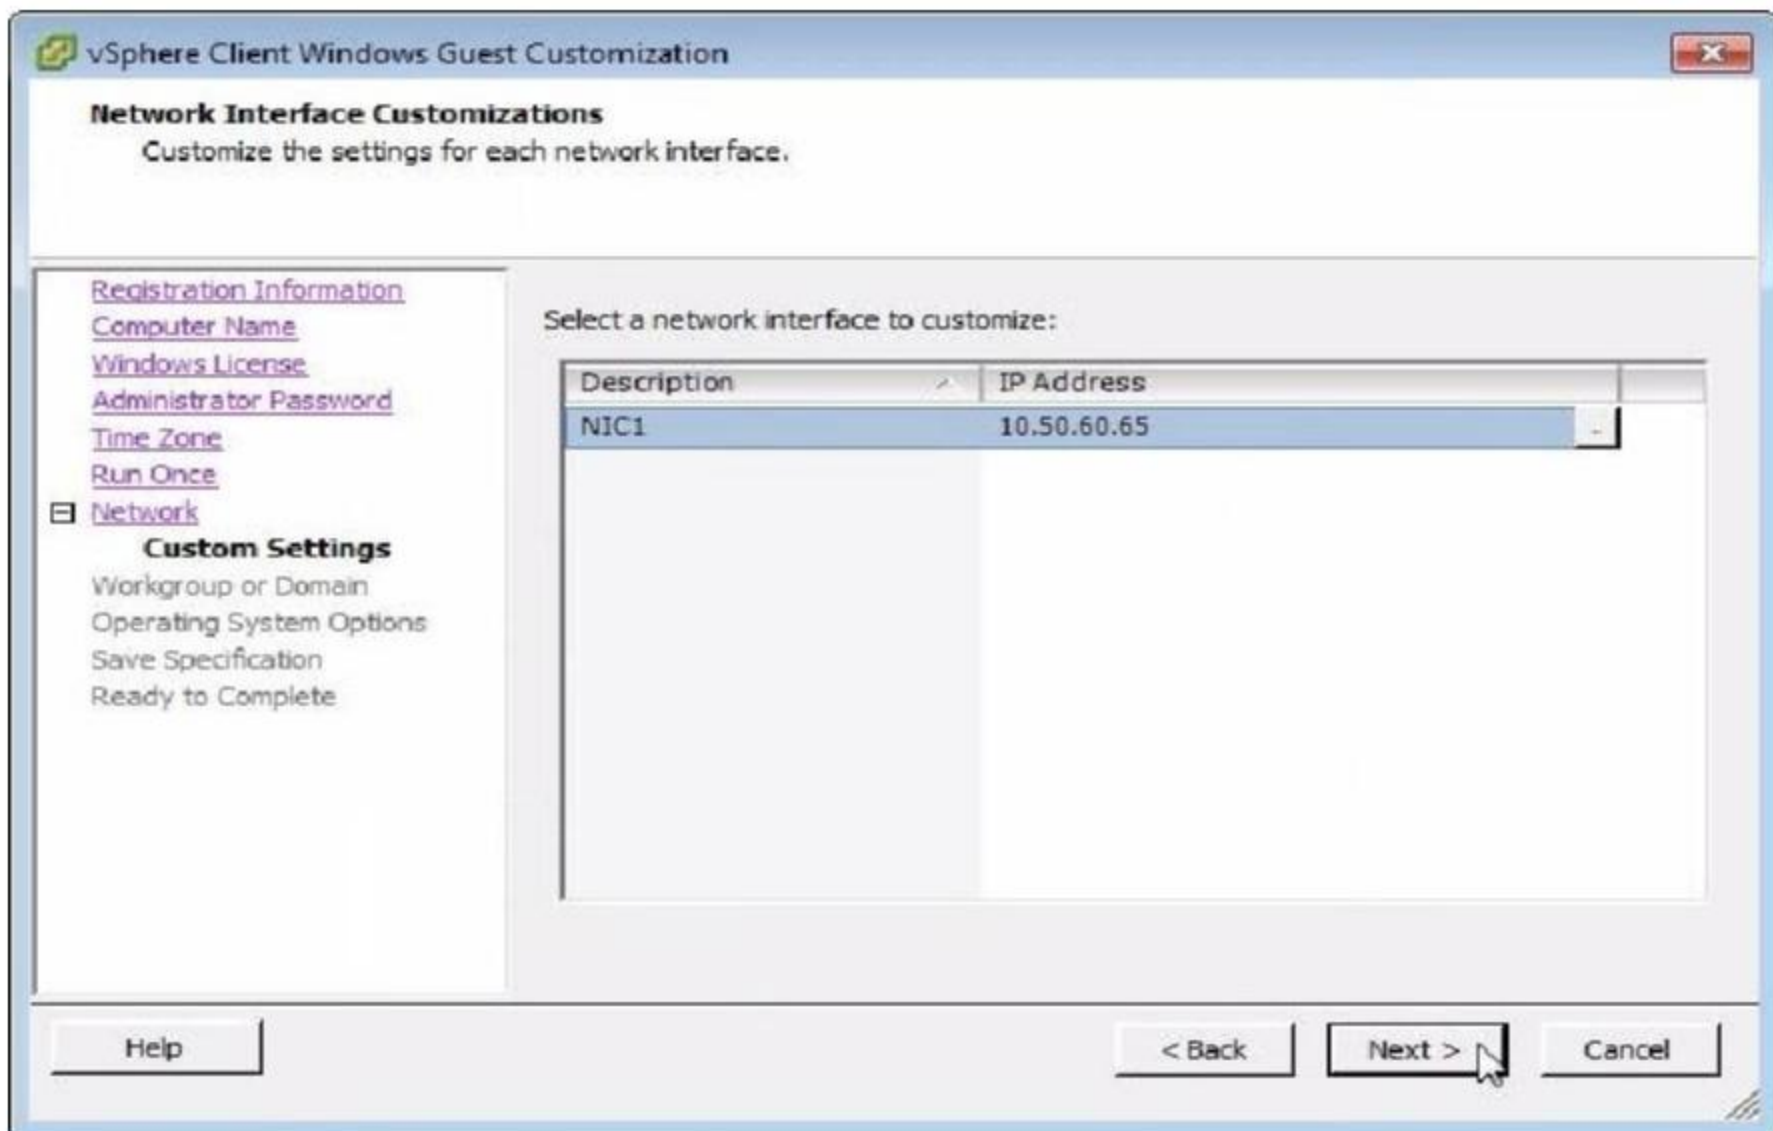 vSphere Client Windows Guest Customization
Network Interface Customizations
Customize the settings for each network interface.
Registration Information
Computer Name
Windows License
Administrator Password
Time Zone
Run Once
Network
Custom Settings
Workgroup or Domain
Operating System Options
Save Specification
Ready to Complete
Select a network interface to customize:
Description IP Address
NIC1 10.50.60.65
Help < Back Next > Cancel